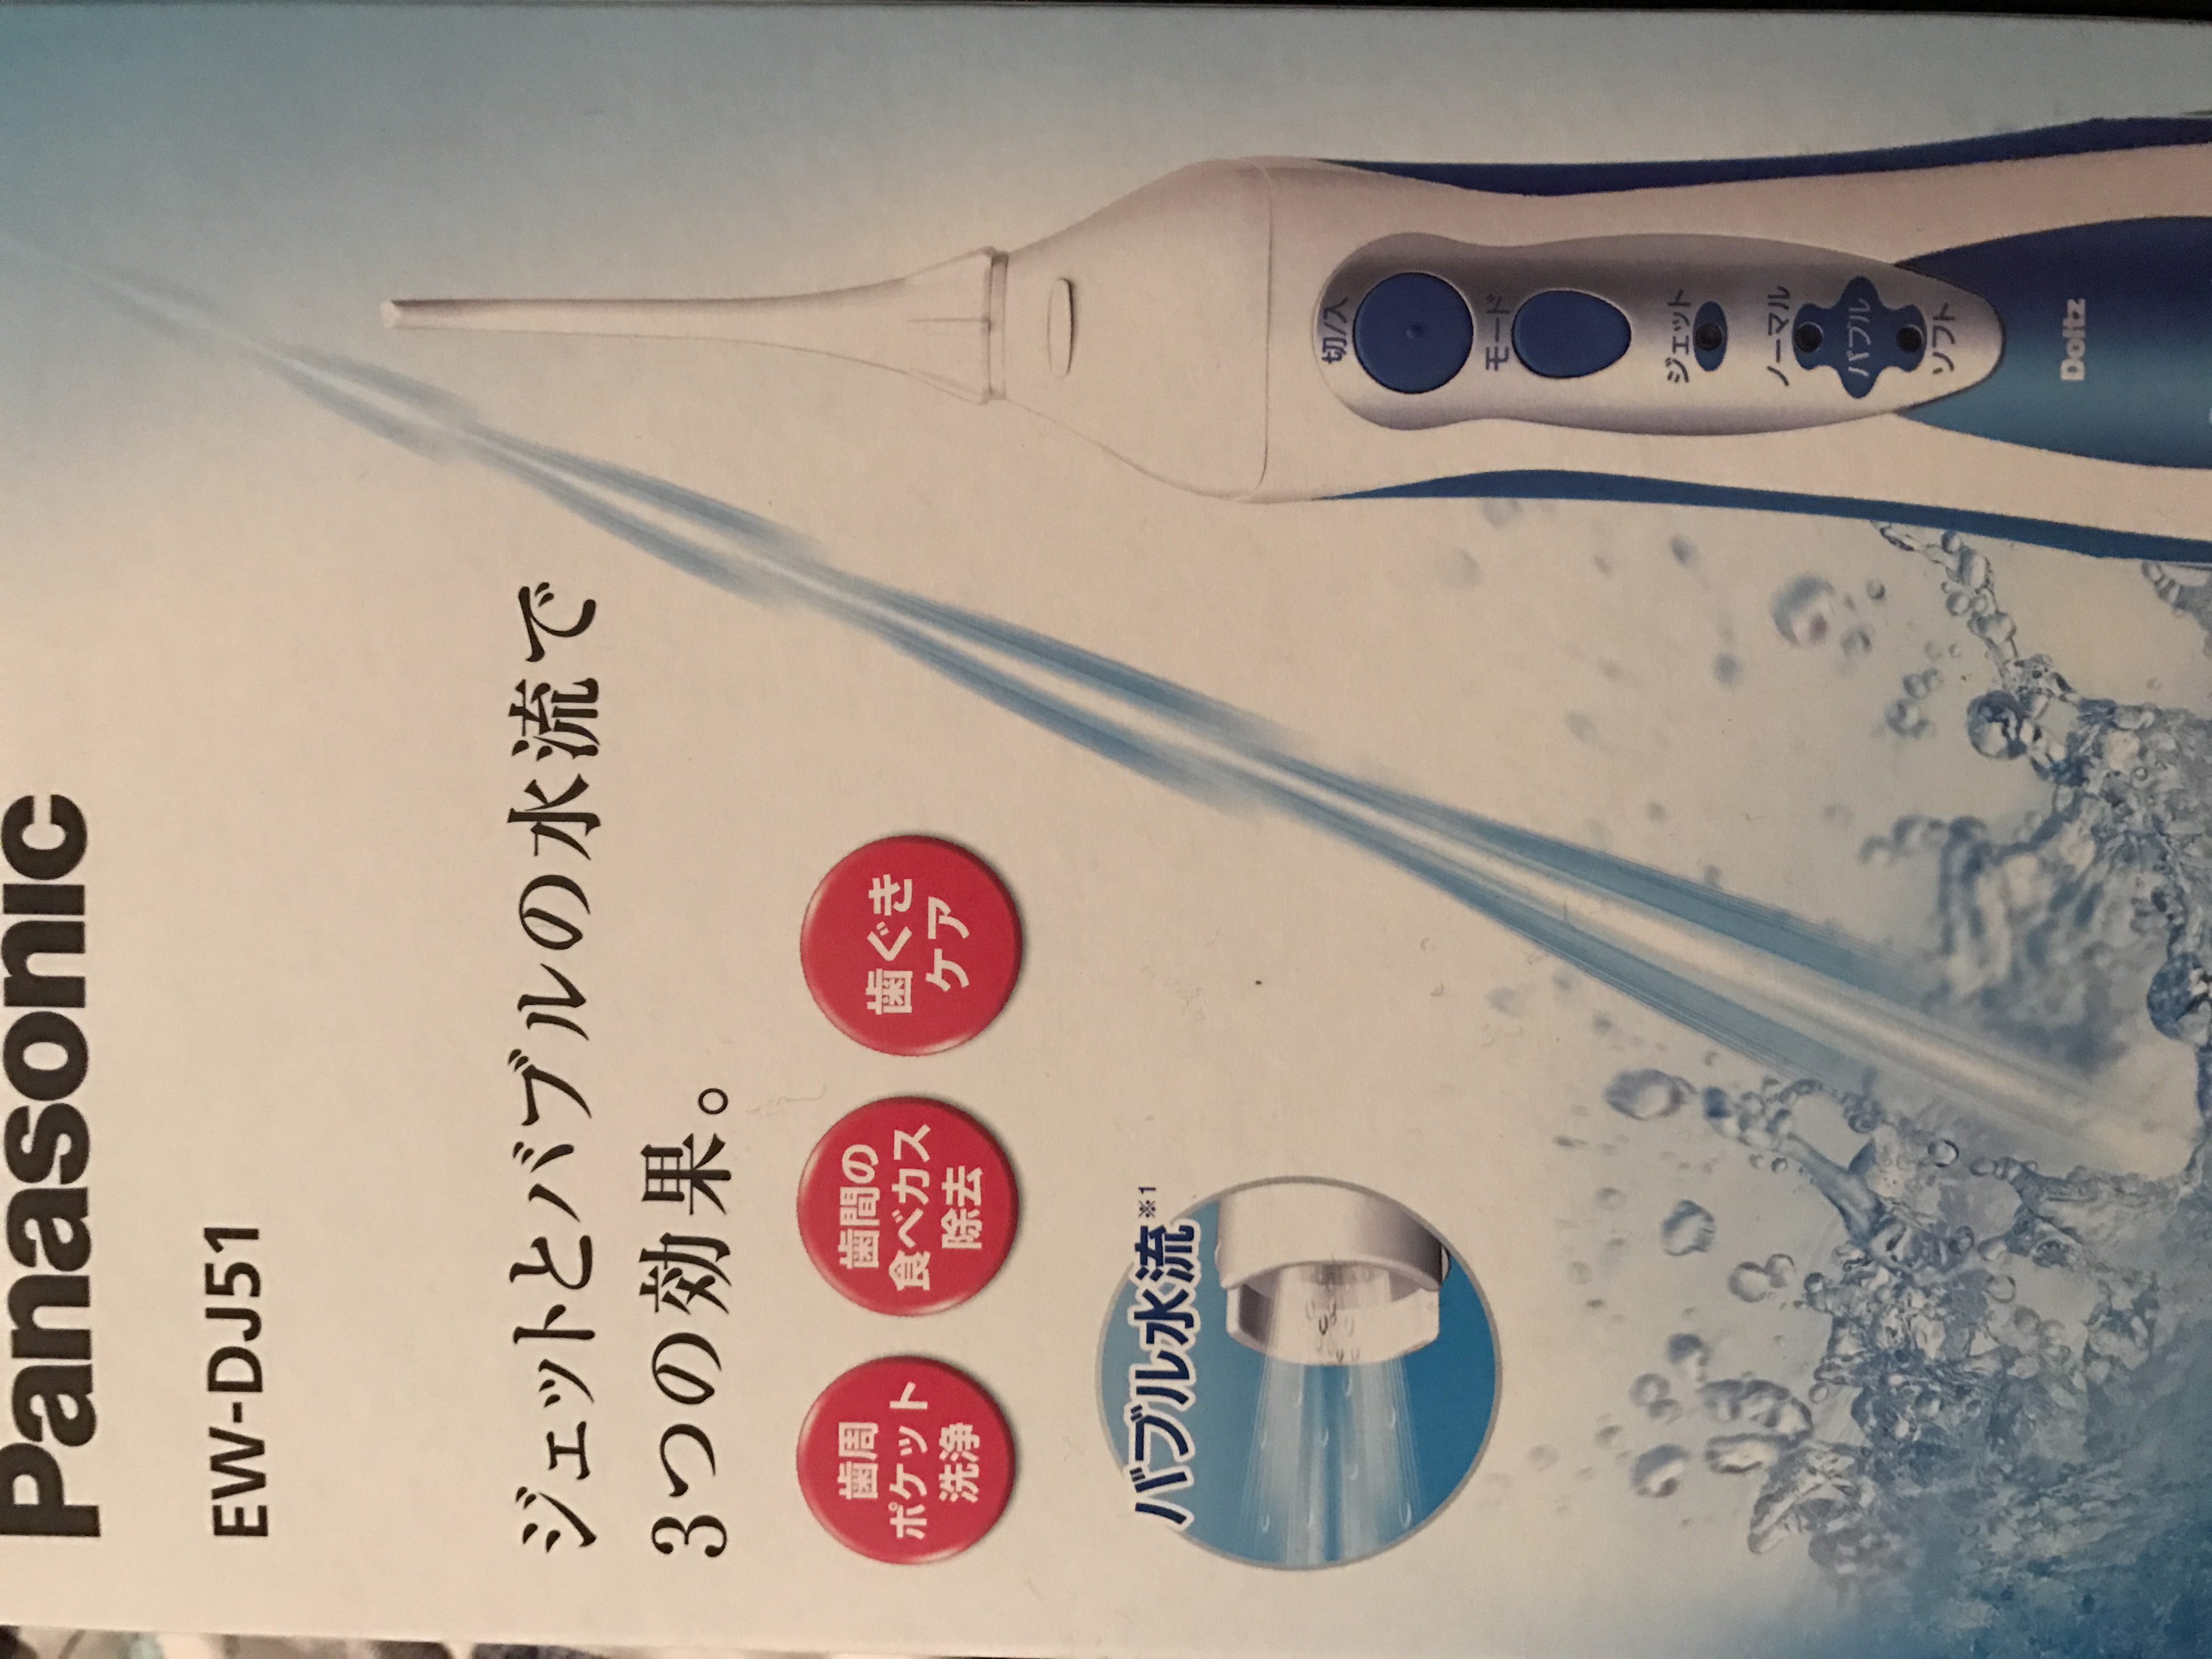 Panasonic
EW-DJ51
ジェットとバブルの水流で
3つの効果。
歯周
ポケット
洗浄
歯間の
食べカス
除去
歯ぐき
ケア
バブル水流※1
切/入
モード
ジェット
ノーマル
バブル
ソフト
Doltz